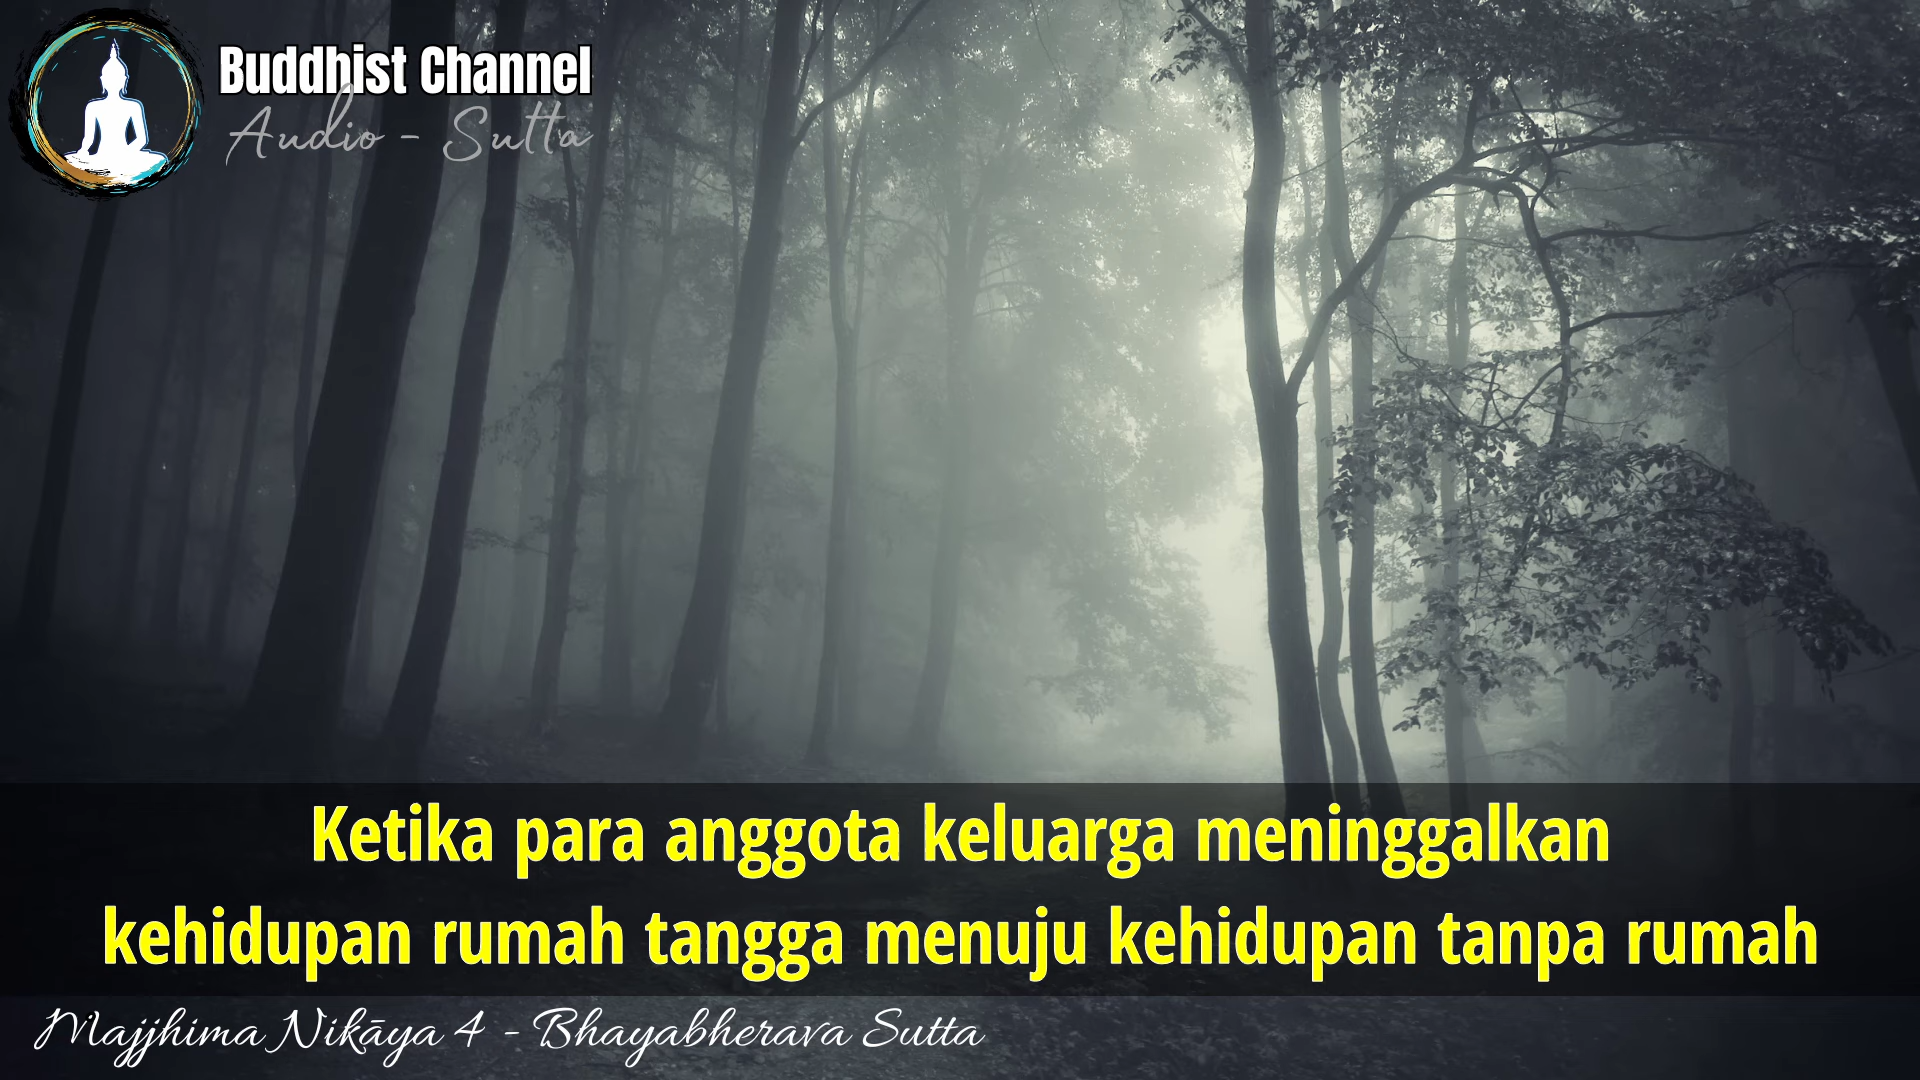 Buddhist Channel
Audio - Sutta
Ketika para anggota keluarga meninggalkan
kehidupan rumah tangga menuju kehidupan tanpa rumah
Majjhima Nikāya 4 - Bhayabherava Sutta